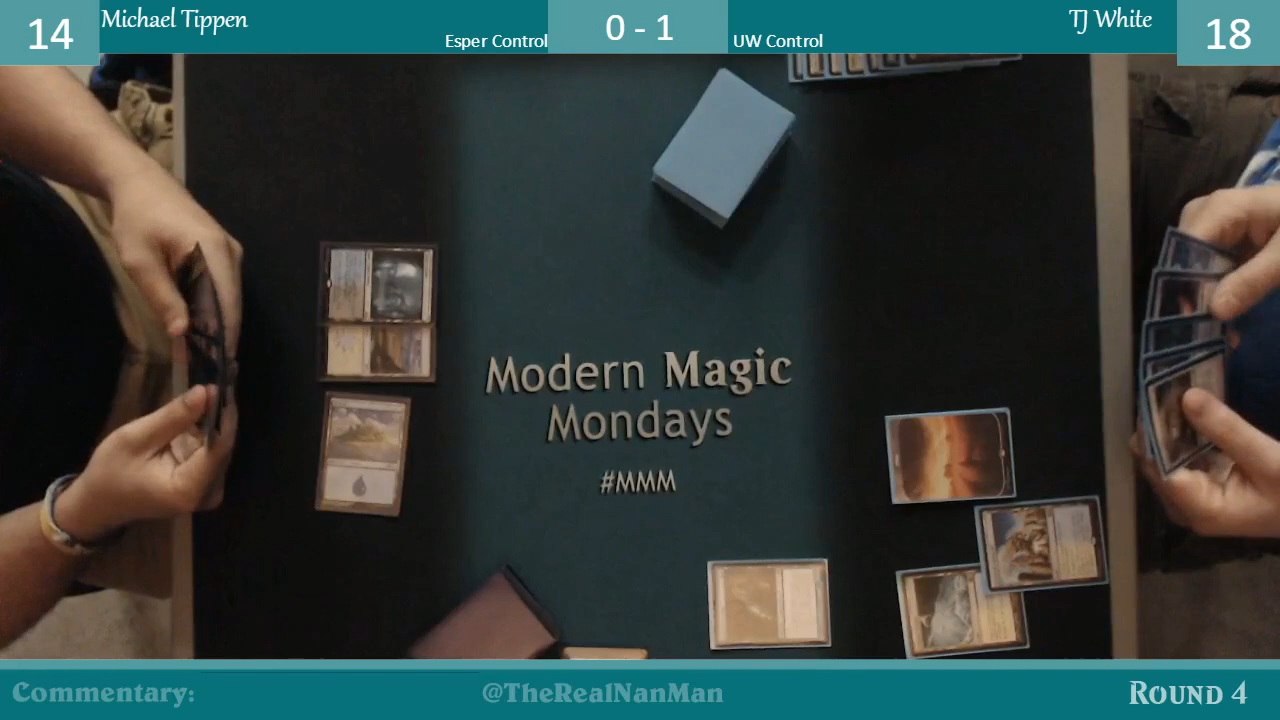 14
Michael Tippen
Esper Control
0 - 1
UW Control
TJ White
18
Modern Magic
Mondays
#MMM
Commentary:
@TheRealNanMan
Round 4